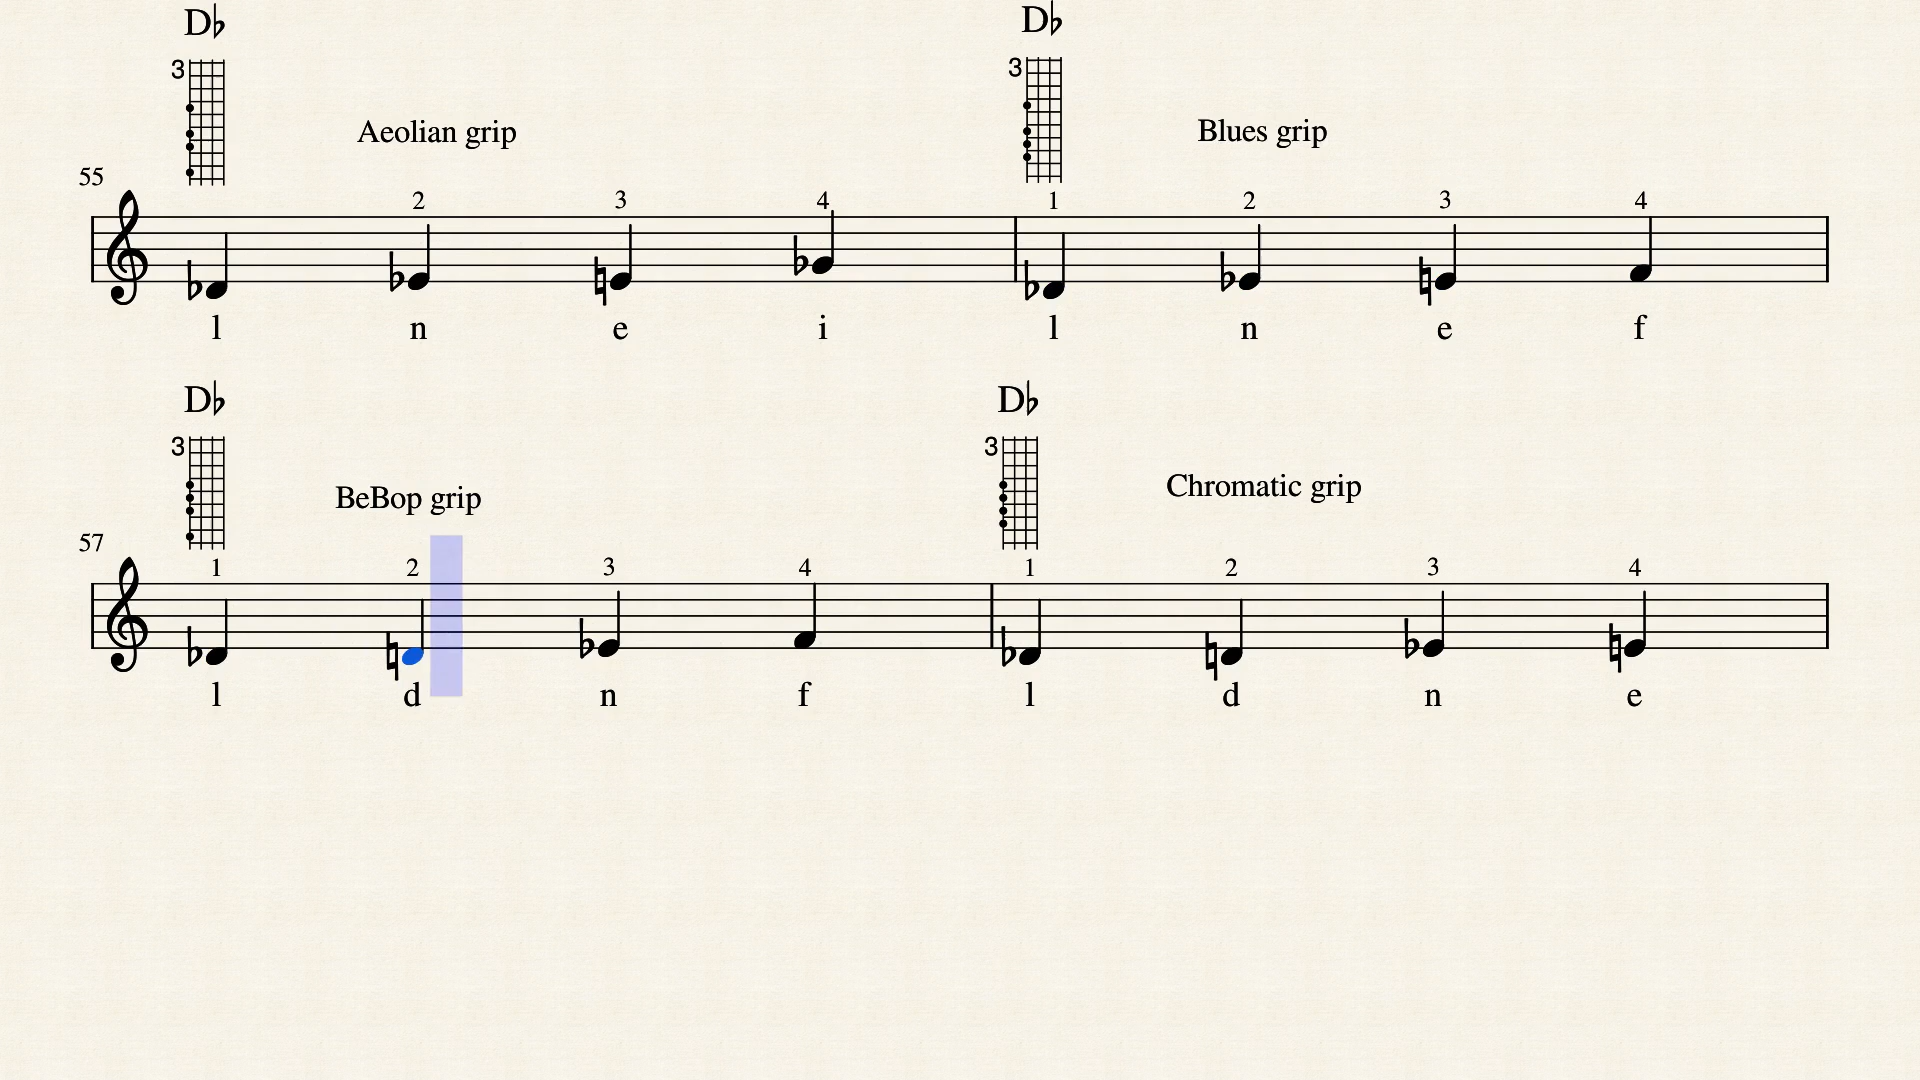 D♭ D♭
3 3
Aeolian grip Blues grip
55
2 3 4 1 2 3 4
l n e i l n e f
D♭ D♭
3 3
BeBop grip Chromatic grip
57
1 2 3 4 1 2 3 4
l d n f l d n e